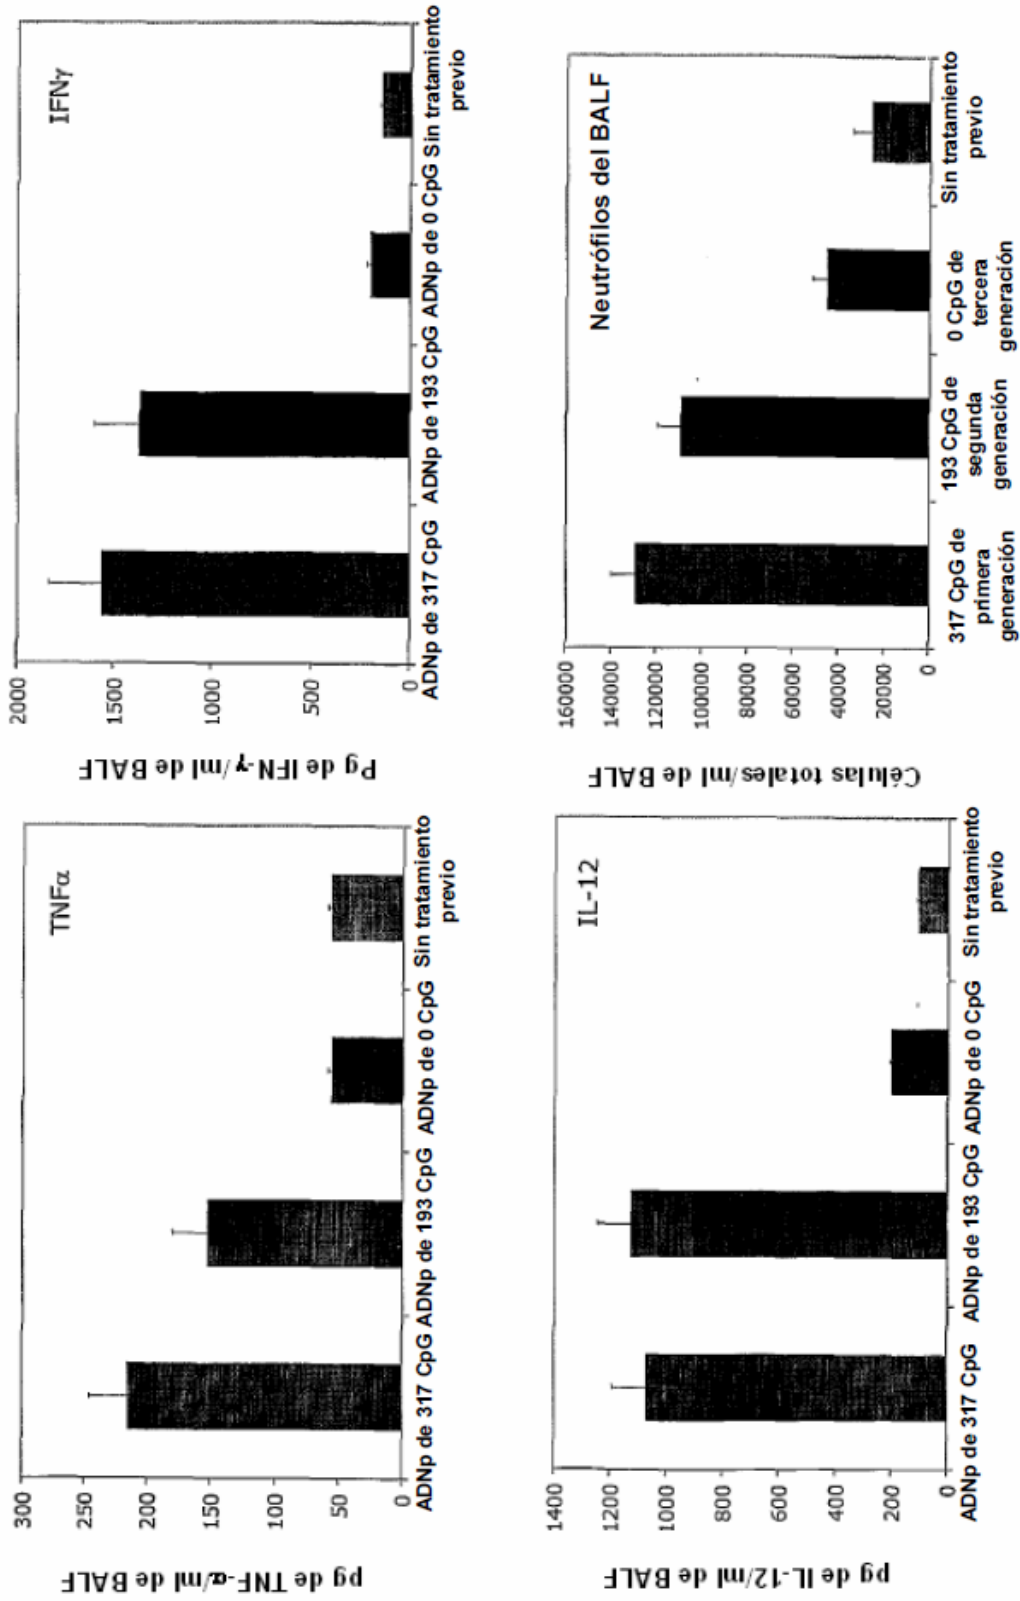 TNFα
pg de TNF-α/ml de BALF
300
250
200
150
100
50
0
ADNp de 317 CpG
ADNp de 193 CpG
ADNp de 0 CpG
Sin tratamiento
previo
IFNγ
Pg de IFN-γ/ml de BALF
2000
1500
1000
500
0
ADNp de 317 CpG
ADNp de 193 CpG
ADNp de 0 CpG
Sin tratamiento
previo
IL-12
pg de IL-12/ml de BALF
1400
1200
1000
800
600
400
200
0
ADNp de 317 CpG
ADNp de 193 CpG
ADNp de 0 CpG
Sin tratamiento
previo
Neutrófilos del BALF
Células totales/ml de BALF
160000
140000
120000
100000
80000
60000
40000
20000
0
317 CpG de
primera
generación
193 CpG de
segunda
generación
0 CpG de
tercera
generación
Sin tratamiento
previo